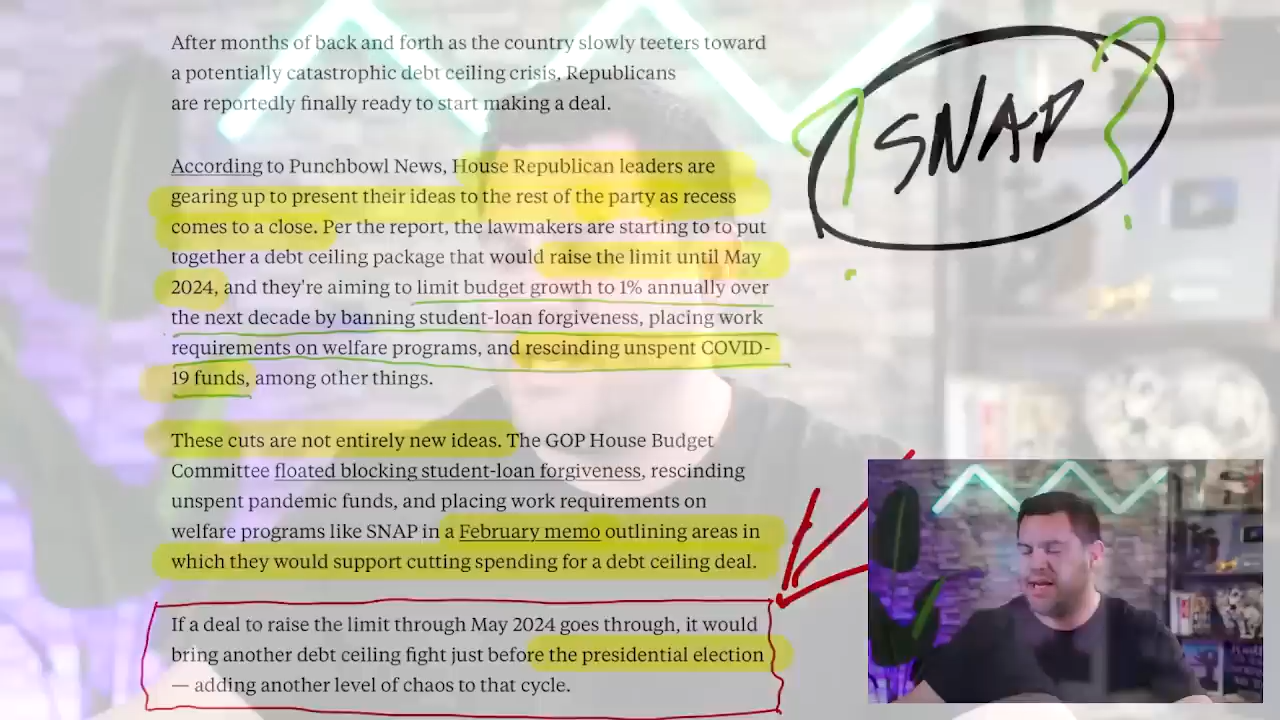 After months of back and forth as the country slowly teeters toward
a potentially catastrophic debt ceiling crisis, Republicans
are reportedly finally ready to start making a deal.
According to Punchbowl News, House Republican leaders are
gearing up to present their ideas to the rest of the party as recess
comes to a close. Per the report, the lawmakers are starting to to put
together a debt ceiling package that would raise the limit until May
2024, and they're aiming to limit budget growth to 1% annually over
the next decade by banning student-loan forgiveness, placing work
requirements on welfare programs, and rescinding unspent COVID-
19 funds, among other things.
These cuts are not entirely new ideas. The GOP House Budget
Committee floated blocking student-loan forgiveness, rescinding
unspent pandemic funds, and placing work requirements on
welfare programs like SNAP in a February memo outlining areas in
which they would support cutting spending for a debt ceiling deal.
If a deal to raise the limit through May 2024 goes through, it would
bring another debt ceiling fight just before the presidential election
— adding another level of chaos to that cycle.
? SNAP ?